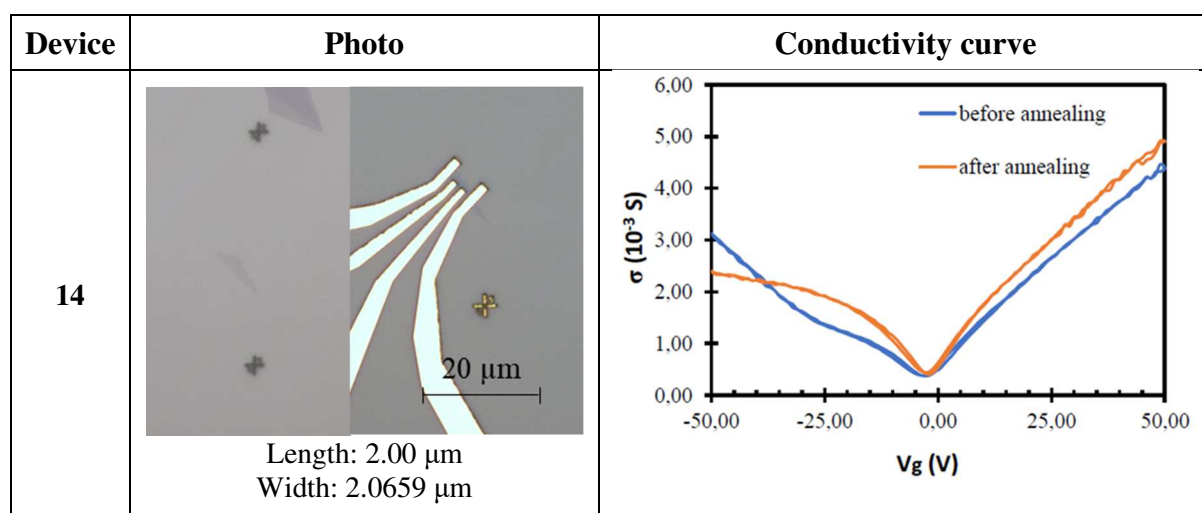 Device
Photo
Conductivity curve
14
20 µm
Length: 2.00 µm
Width: 2.0659 µm
6,00
5,00
4,00
3,00
2,00
1,00
0,00
σ (10⁻³ S)
before annealing
after annealing
-50,00 -25,00 0,00 25,00 50,00
Vg (V)